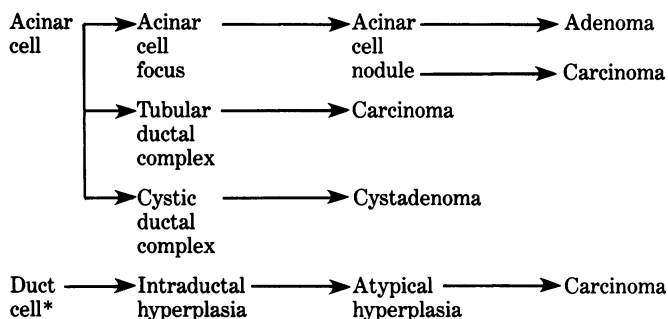 Acinar Acinar Acinar Adenoma
cell cell cell
focus nodule Carcinoma
Tubular Carcinoma
ductal
complex
Cystic Cystadenoma
ductal
complex
Duct Intraductal Atypical Carcinoma
cell* hyperplasia hyperplasia